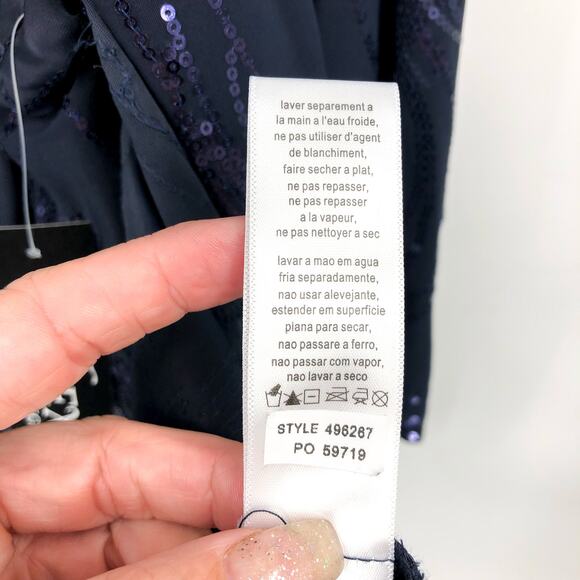 laver separement a
la main a l'eau froide,
ne pas utiliser d'agent
de blanchiment,
faire secher a plat,
ne pas repasser,
ne pas repasser
a la vapeur,
ne pas nettoyer a sec
lavar a mao em agua
fria separadamente,
nao usar alevejante,
estender em superficie
plana para secar,
nao passare a ferro,
nao passar com vapor,
nao lavar a seco
STYLE 496267
PO 59719